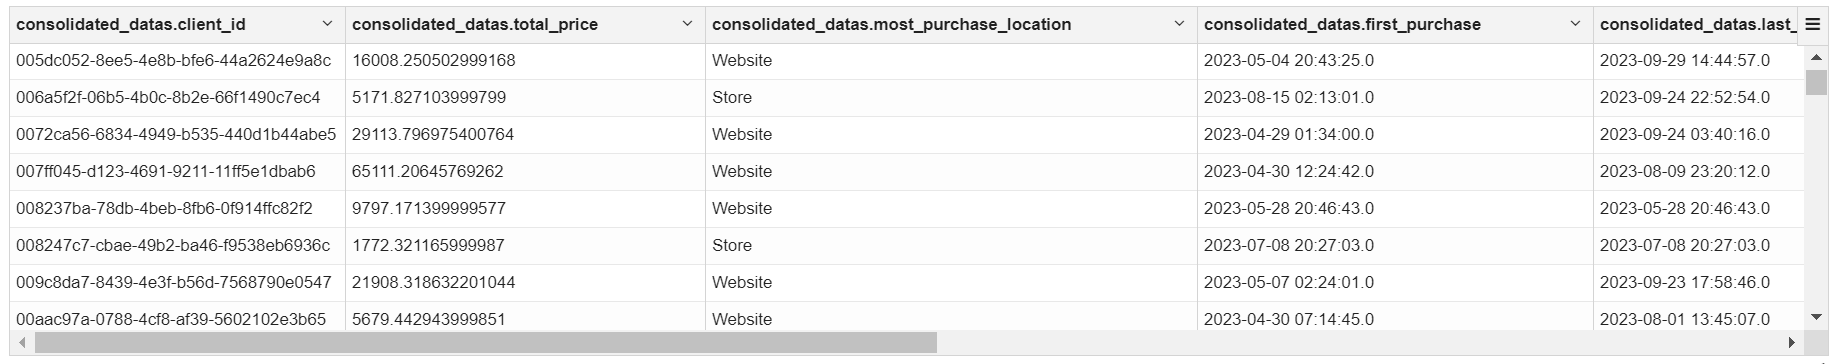 consolidated_datas.client_id consolidated_datas.total_price consolidated_datas.most_purchase_location consolidated_datas.first_purchase consolidated_datas.last_
005dc052-8ee5-4e8b-bfe6-44a2624e9a8c 16008.250502999168 Website 2023-05-04 20:43:25.0 2023-09-29 14:44:57.0
006a5f2f-06b5-4b0c-8b2e-66f1490c7ec4 5171.827103999799 Store 2023-08-15 02:13:01.0 2023-09-24 22:52:54.0
0072ca56-6834-4949-b535-440d1b44abe5 29113.796975400764 Website 2023-04-29 01:34:00.0 2023-09-24 03:40:16.0
007ff045-d123-4691-9211-11ff5e1dbab6 65111.20645769262 Website 2023-04-30 12:24:42.0 2023-08-09 23:20:12.0
008237ba-78db-4beb-8fb6-0f914ffc82f2 9797.171399999577 Website 2023-05-28 20:46:43.0 2023-05-28 20:46:43.0
008247c7-cbae-49b2-ba46-f9538eb6936c 1772.321165999987 Store 2023-07-08 20:27:03.0 2023-07-08 20:27:03.0
009c8da7-8439-4e3f-b56d-7568790e0547 21908.318632201044 Website 2023-05-07 02:24:01.0 2023-09-23 17:58:46.0
00aac97a-0788-4cf8-af39-5602102e3b65 5679.442943999851 Website 2023-04-30 07:14:45.0 2023-08-01 13:45:07.0